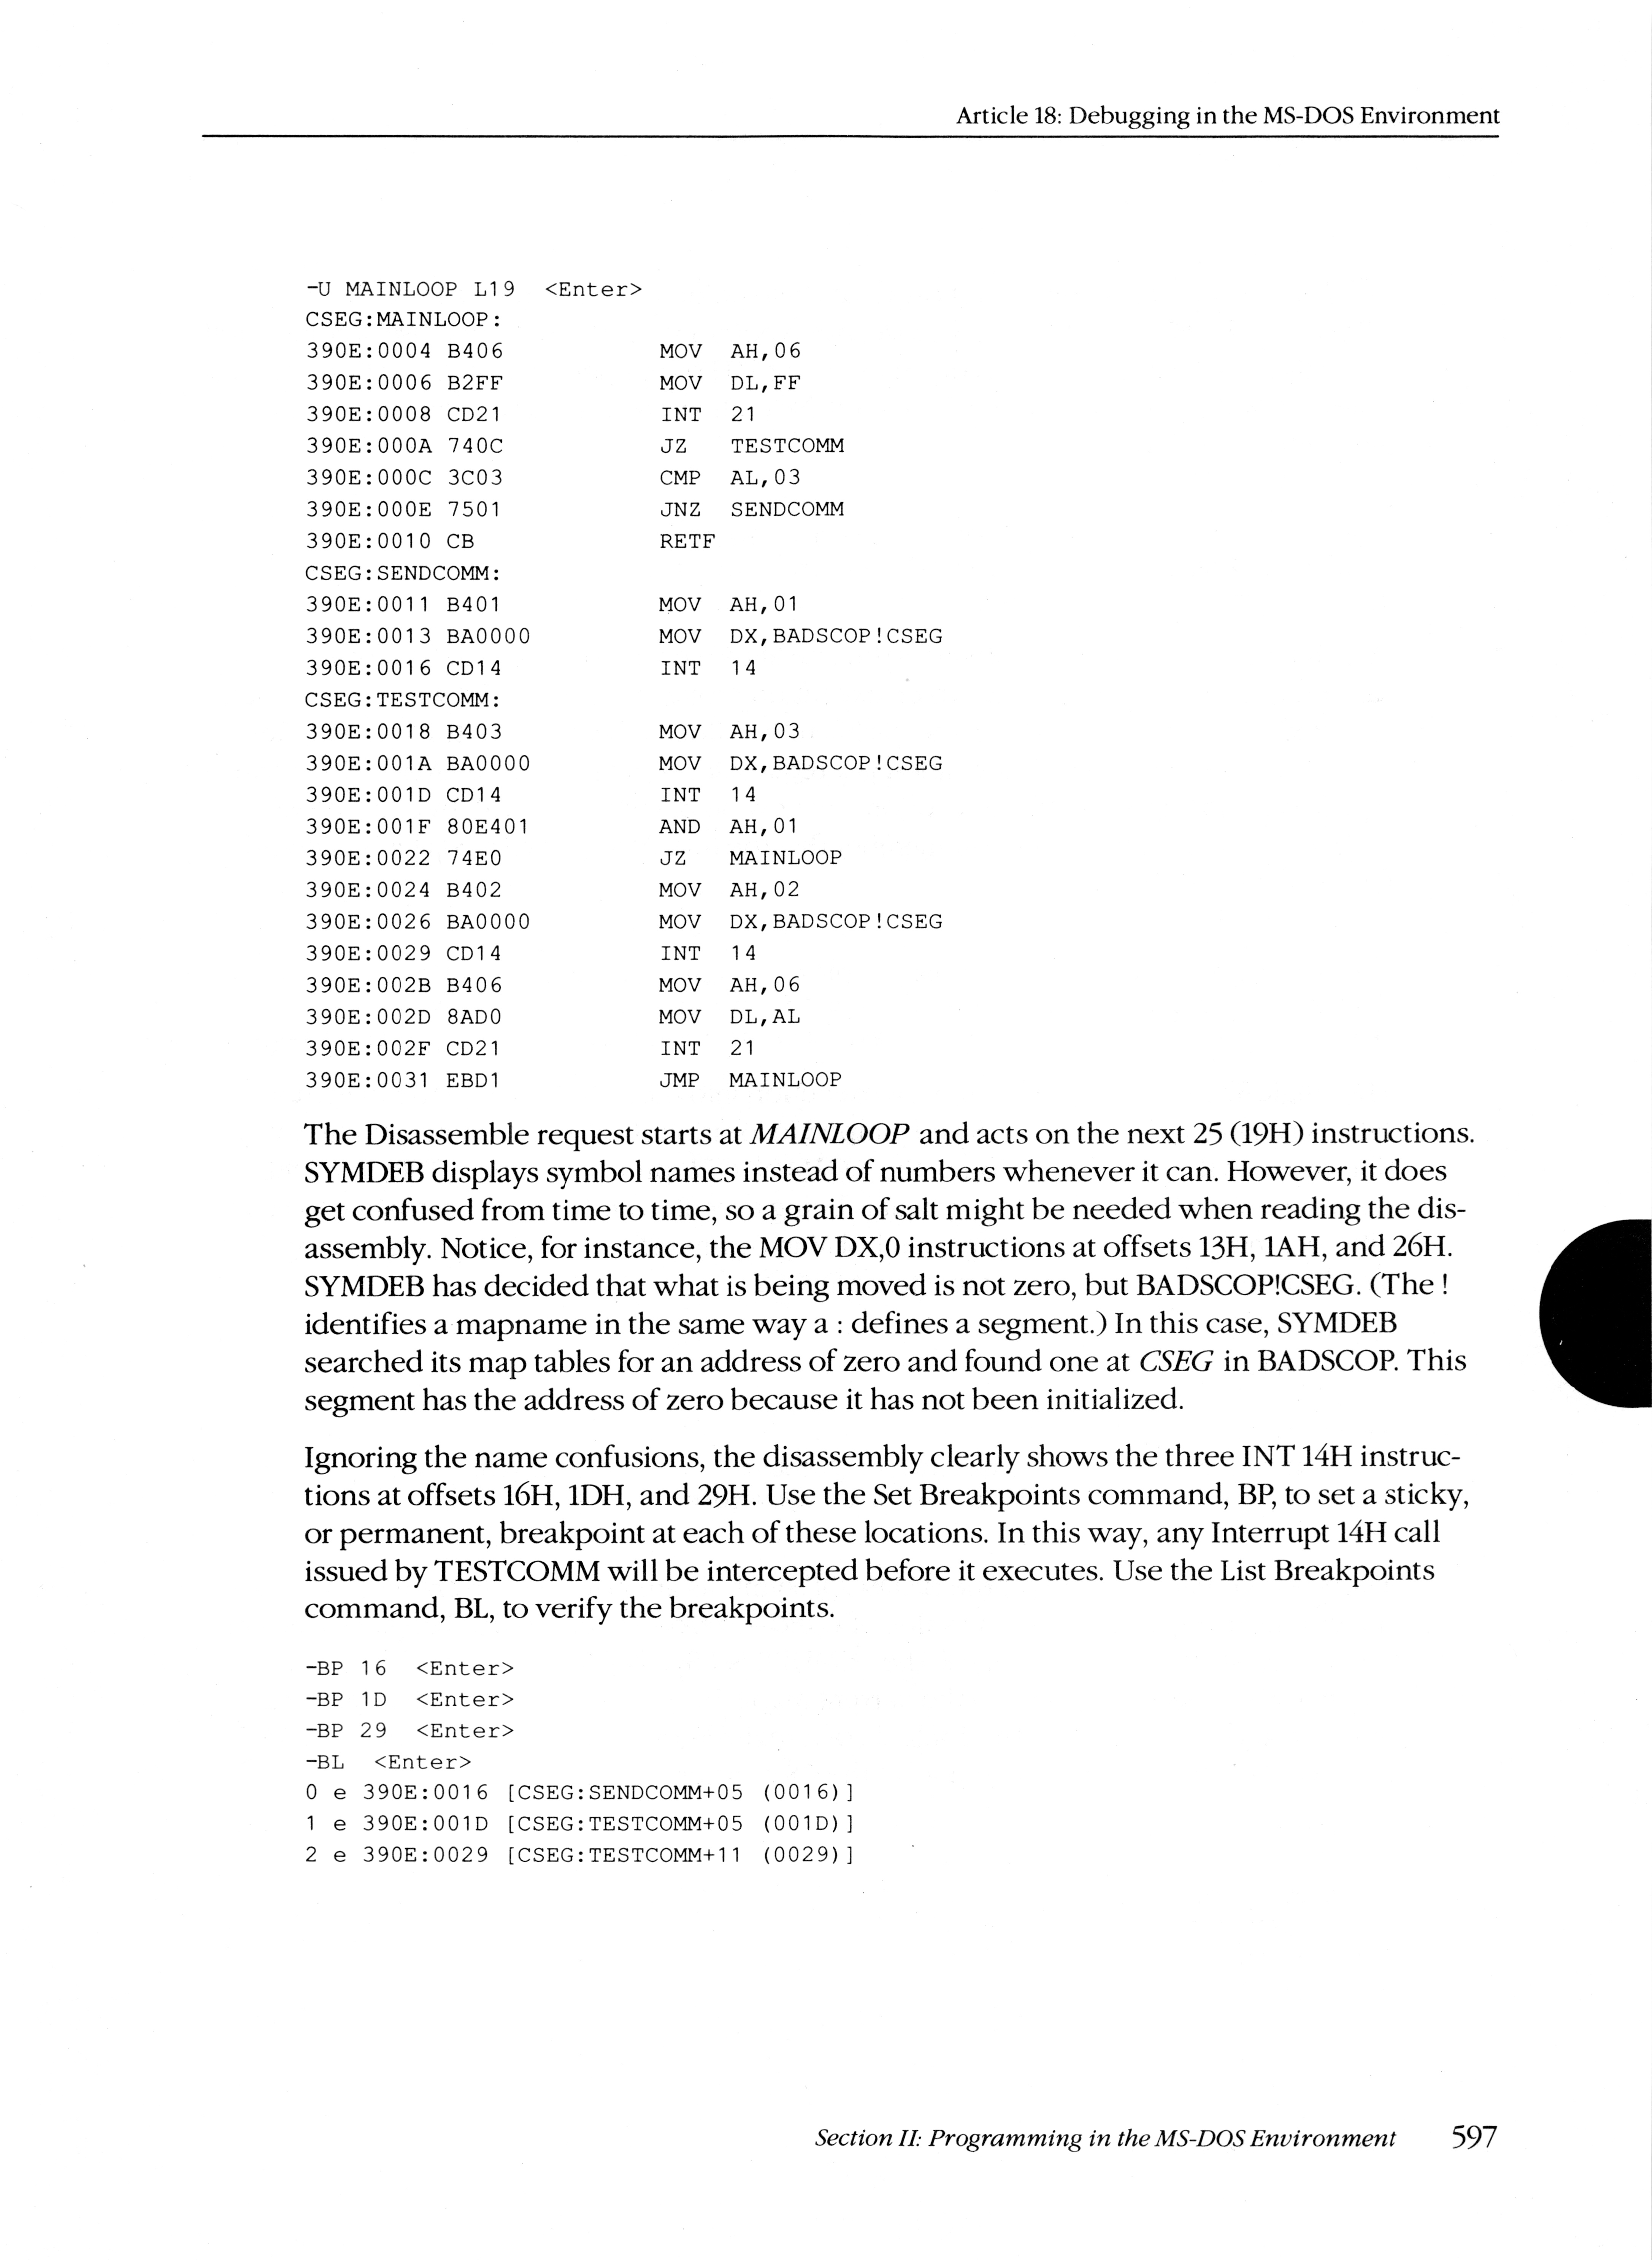 Article 18: Debugging in the MS-DOS Environment
-U MAINLOOP L19 <Enter>
CSEG:MAINLOOP:
390E:0004 B406 MOV AH,06
390E:0006 B2FF MOV DL,FF
390E:0008 CD21 INT 21
390E:000A 740C JZ TESTCOMM
390E:000C 3C03 CMP AL,03
390E:000E 7501 JNZ SENDCOMM
390E:0010 CB RETF
CSEG:SENDCOMM:
390E:0011 B401 MOV AH,01
390E:0013 BA0000 MOV DX,BADSCOP!CSEG
390E:0016 CD14 INT 14
CSEG:TESTCOMM:
390E:0018 B403 MOV AH,03
390E:001A BA0000 MOV DX,BADSCOP!CSEG
390E:001D CD14 INT 14
390E:001F 80E401 AND AH,01
390E:0022 74E0 JZ MAINLOOP
390E:0024 B402 MOV AH,02
390E:0026 BA0000 MOV DX,BADSCOP!CSEG
390E:0029 CD14 INT 14
390E:002B B406 MOV AH,06
390E:002D 8AD0 MOV DL,AL
390E:002F CD21 INT 21
390E:0031 EBD1 JMP MAINLOOP
The Disassemble request starts at MAINLOOP and acts on the next 25 (19H) instructions.
SYMDEB displays symbol names instead of numbers whenever it can. However, it does
get confused from time to time, so a grain of salt might be needed when reading the dis-
assembly. Notice, for instance, the MOV DX,0 instructions at offsets 13H, 1AH, and 26H.
SYMDEB has decided that what is being moved is not zero, but BADSCOP!CSEG. (The !
identifies a mapname in the same way a : defines a segment.) In this case, SYMDEB
searched its map tables for an address of zero and found one at CSEG in BADSCOP. This
segment has the address of zero because it has not been initialized.
Ignoring the name confusions, the disassembly clearly shows the three INT 14H instruc-
tions at offsets 16H, 1DH, and 29H. Use the Set Breakpoints command, BP, to set a sticky,
or permanent, breakpoint at each of these locations. In this way, any Interrupt 14H call
issued by TESTCOMM will be intercepted before it executes. Use the List Breakpoints
command, BL, to verify the breakpoints.
-BP 16 <Enter>
-BP 1D <Enter>
-BP 29 <Enter>
-BL <Enter>
0 e 390E:0016 [CSEG:SENDCOMM+05 (0016)]
1 e 390E:001D [CSEG:TESTCOMM+05 (001D)]
2 e 390E:0029 [CSEG:TESTCOMM+11 (0029)]
Section II: Programming in the MS-DOS Environment 597